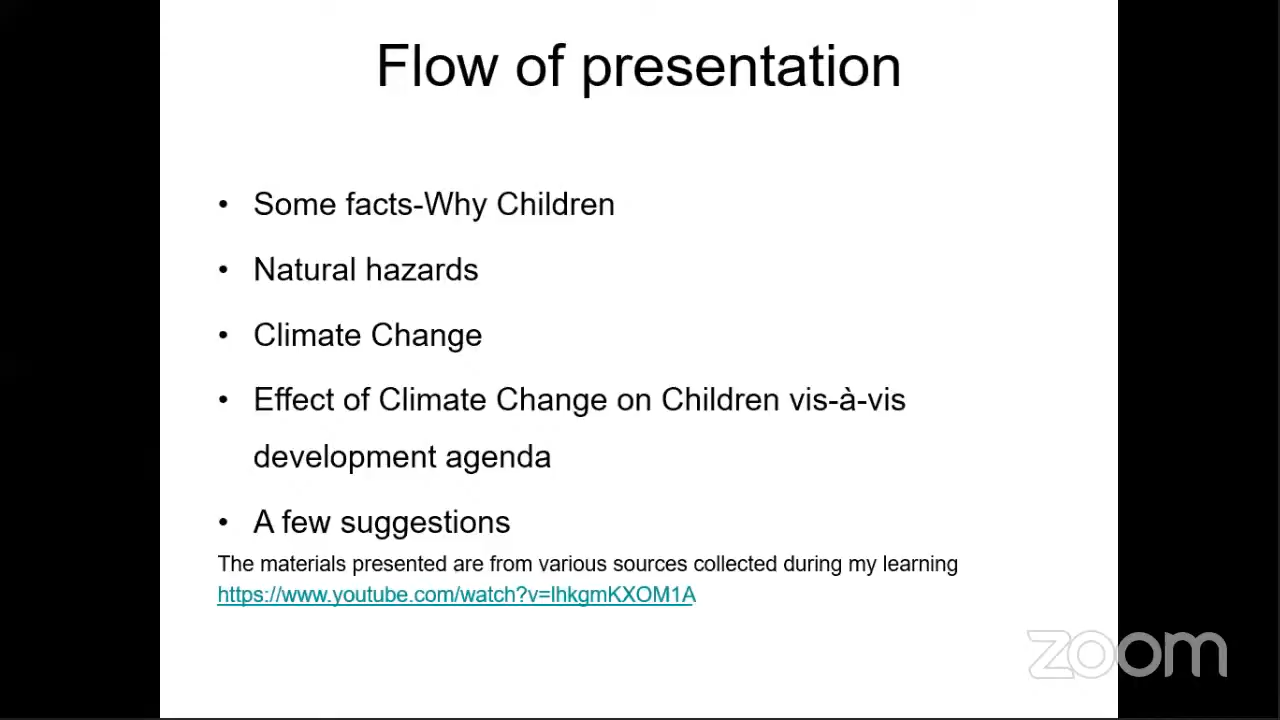 Flow of presentation
• Some facts-Why Children
• Natural hazards
• Climate Change
• Effect of Climate Change on Children vis-à-vis
development agenda
• A few suggestions
The materials presented are from various sources collected during my learning
https://www.youtube.com/watch?v=lhkgmKXOM1A
zoom